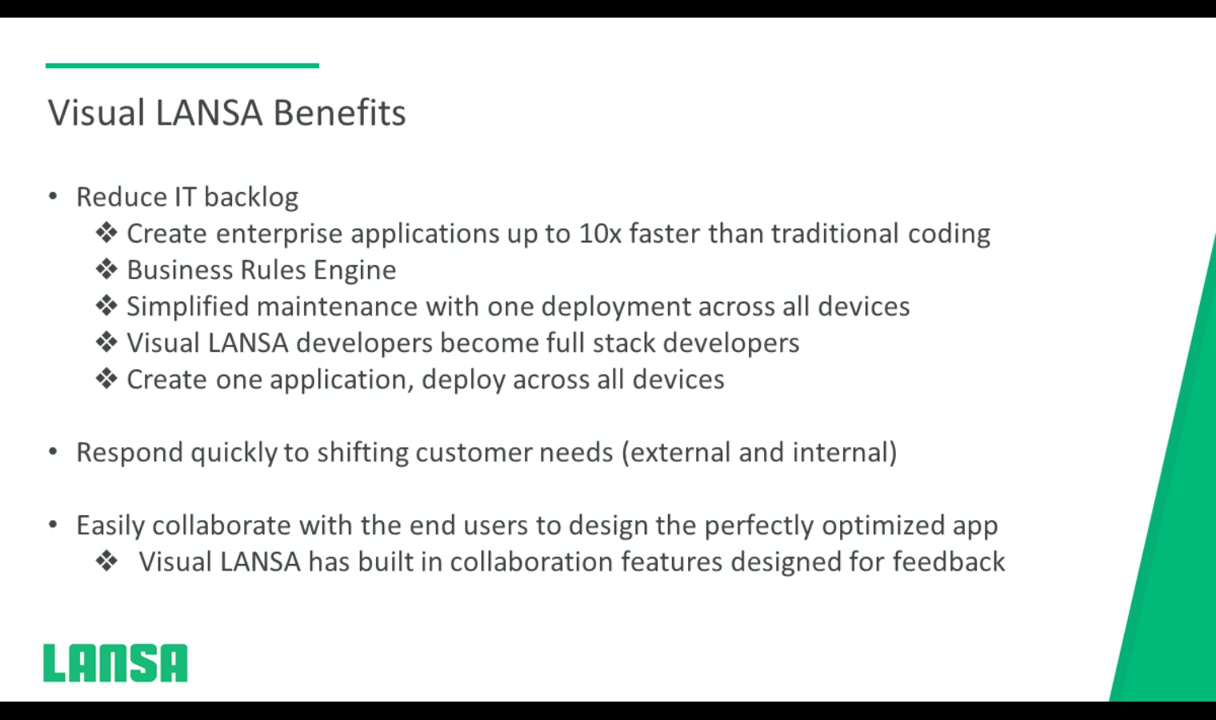 Visual LANSA Benefits
• Reduce IT backlog
❖ Create enterprise applications up to 10x faster than traditional coding
❖ Business Rules Engine
❖ Simplified maintenance with one deployment across all devices
❖ Visual LANSA developers become full stack developers
❖ Create one application, deploy across all devices
• Respond quickly to shifting customer needs (external and internal)
• Easily collaborate with the end users to design the perfectly optimized app
❖ Visual LANSA has built in collaboration features designed for feedback
LANSA